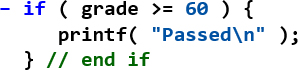 – if ( grade >= 60 ) {
printf( "Passed\n" );
} // end if